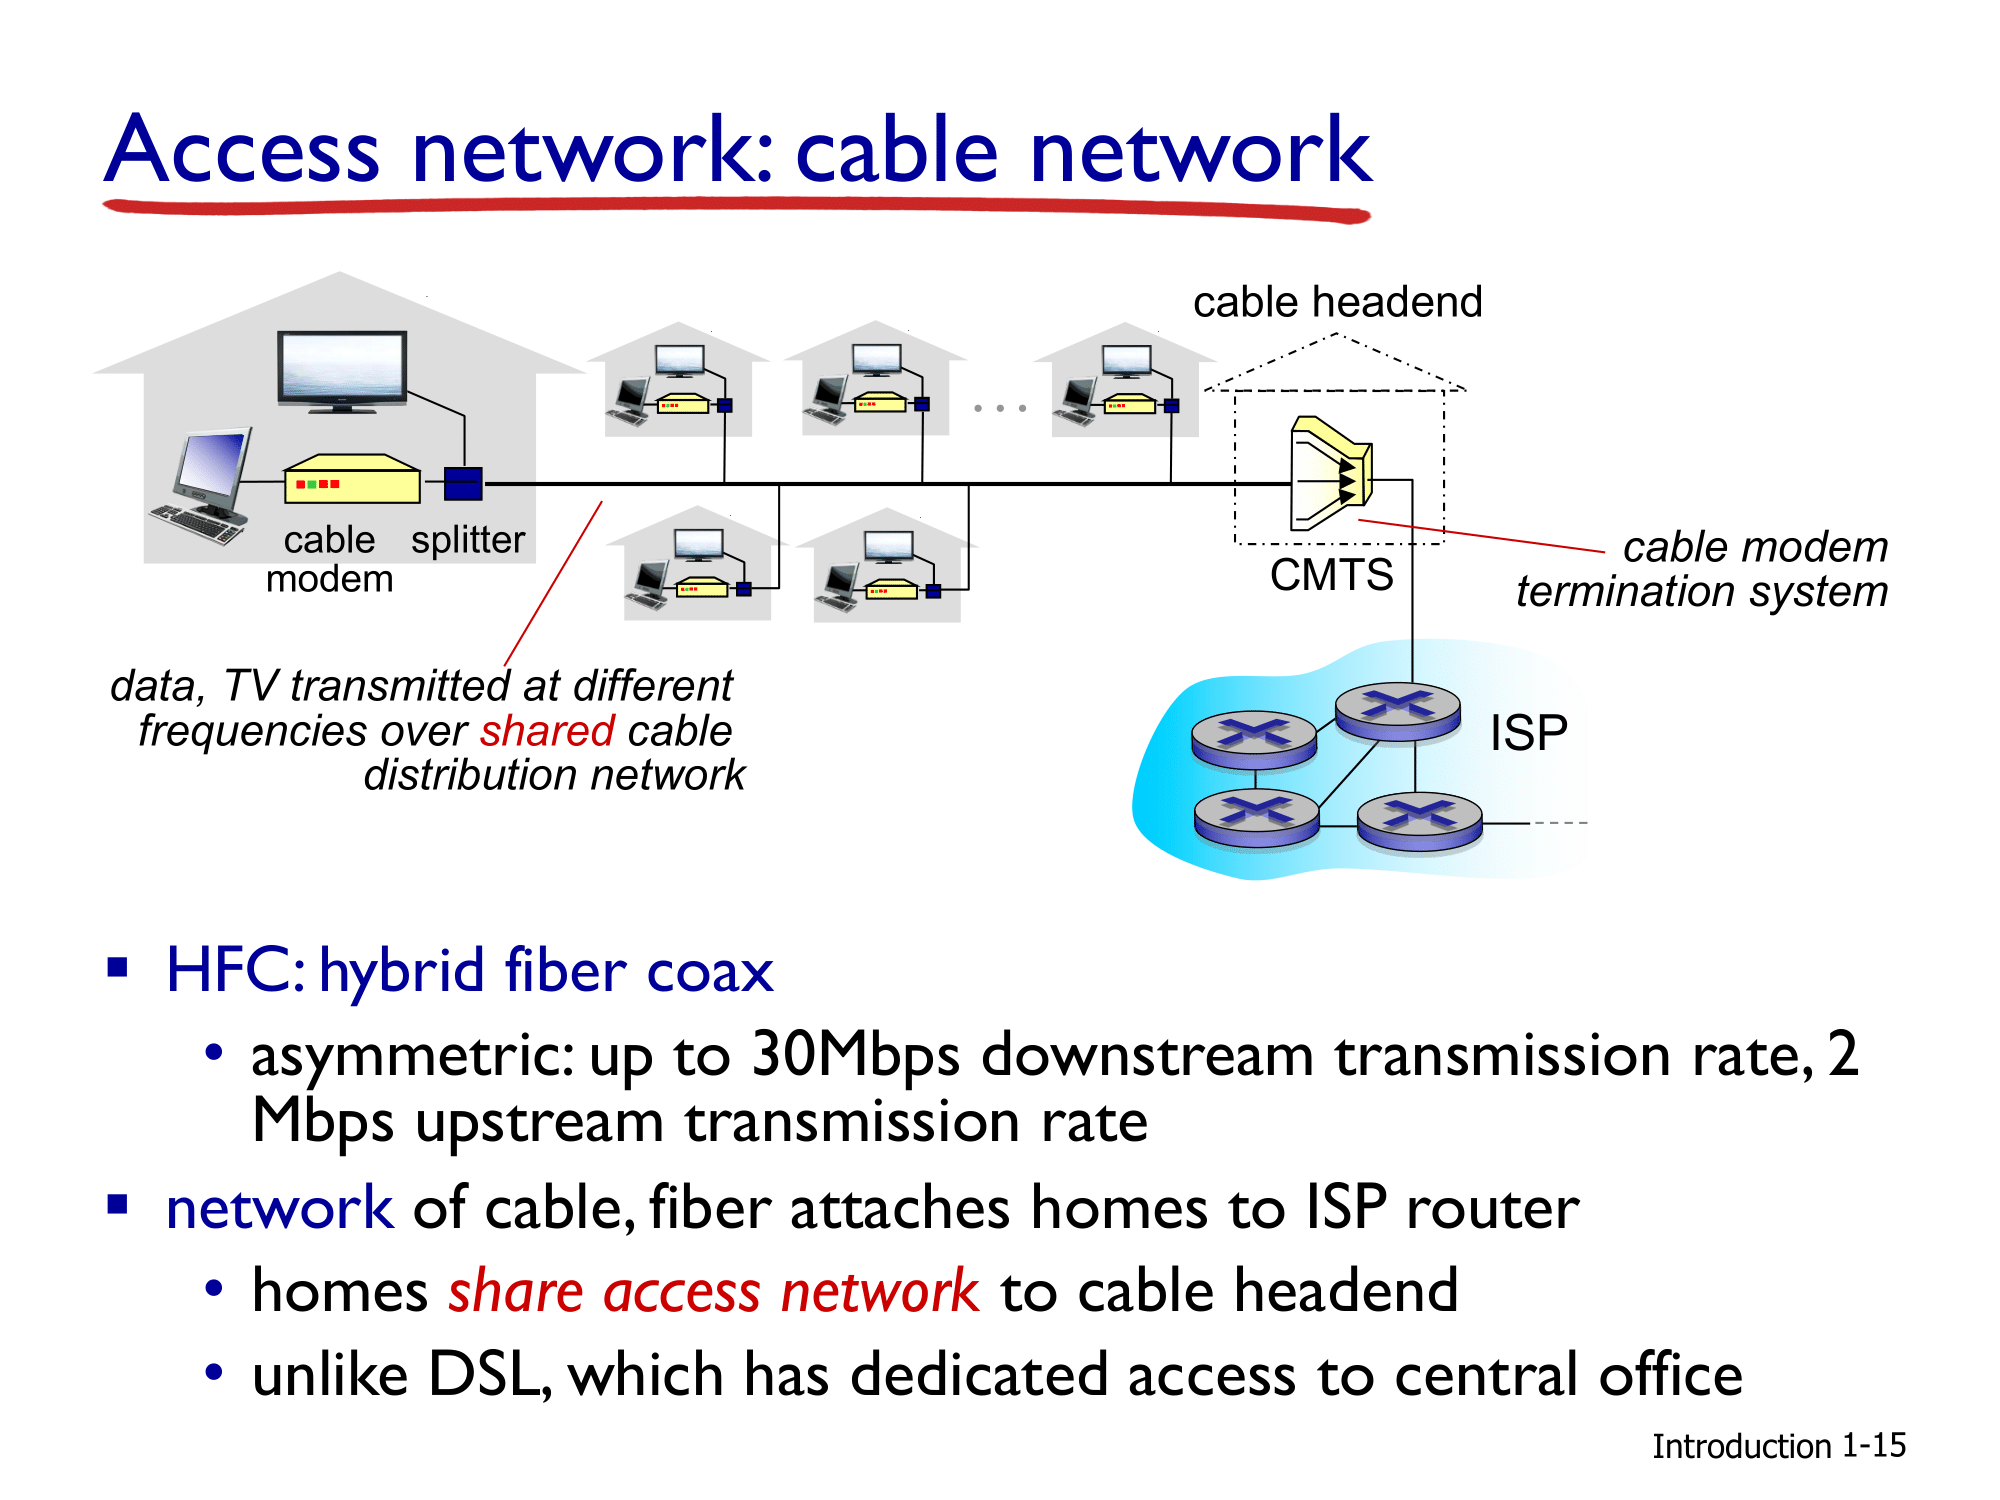 Access network: cable network
cable headend
cable
modem
splitter
CMTS
cable modem
termination system
data, TV transmitted at different
frequencies over shared cable
distribution network
ISP
▪ HFC: hybrid fiber coax
• asymmetric: up to 30Mbps downstream transmission rate, 2
Mbps upstream transmission rate
▪ network of cable, fiber attaches homes to ISP router
• homes share access network to cable headend
• unlike DSL, which has dedicated access to central office
Introduction 1-15